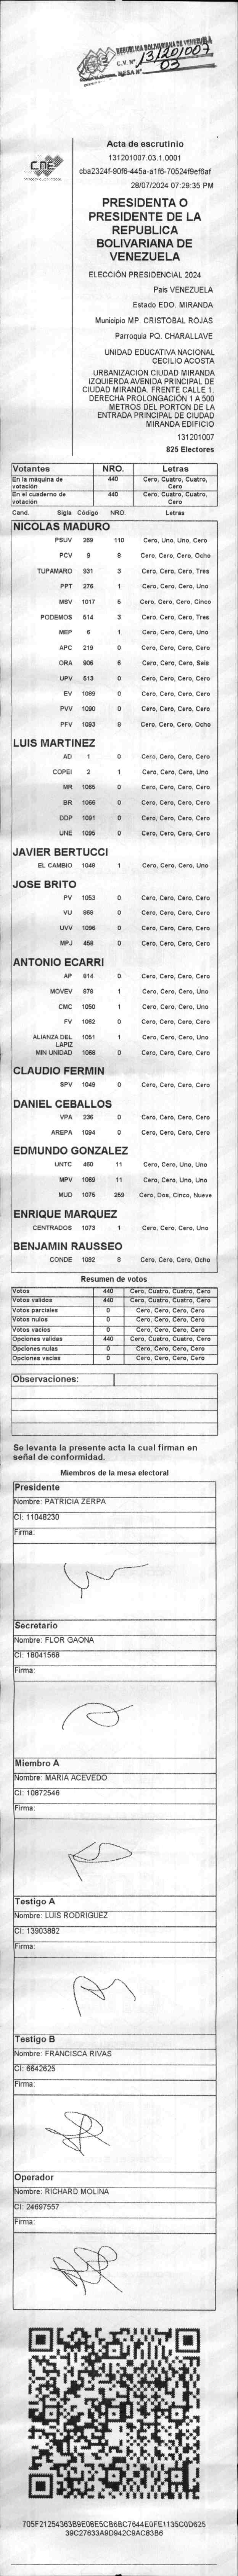 REPUBLICA BOLIVARIANA DE VENEZUELA
C.V. Nº 131201007
MESA Nº 03
CNE
Acta de escrutinio
131201007.03.1.0001
cba2324f-90f6-445a-a1f6-70524f9ef6af
28/07/2024 07:29:35 PM
PRESIDENTA O
PRESIDENTE DE LA
REPUBLICA
BOLIVARIANA DE
VENEZUELA
ELECCIÓN PRESIDENCIAL 2024
País VENEZUELA
Estado EDO. MIRANDA
Municipio MP. CRISTOBAL ROJAS
Parroquia PQ. CHARALLAVE
UNIDAD EDUCATIVA NACIONAL
CECILIO ACOSTA
URBANIZACION CIUDAD MIRANDA
IZQUIERDA AVENIDA PRINCIPAL DE
CIUDAD MIRANDA. FRENTE CALLE 1.
DERECHA PROLONGACIÓN 1 A 500
METROS DEL PORTON DE LA
ENTRADA PRINCIPAL DE CIUDAD
MIRANDA EDIFICIO
131201007
825 Electores
Votantes NRO. Letras
En la máquina de votación 440 Cero, Cuatro, Cuatro, Cero
En el cuaderno de votación 440 Cero, Cuatro, Cuatro, Cero
Cand. Sigla Código NRO. Letras
NICOLAS MADURO
PSUV 269 110 Cero, Uno, Uno, Cero
PCV 9 8 Cero, Cero, Cero, Ocho
TUPAMARO 931 3 Cero, Cero, Cero, Tres
PPT 276 1 Cero, Cero, Cero, Uno
MSV 1017 5 Cero, Cero, Cero, Cinco
PODEMOS 514 3 Cero, Cero, Cero, Tres
MEP 6 1 Cero, Cero, Cero, Uno
APC 219 0 Cero, Cero, Cero, Cero
ORA 906 6 Cero, Cero, Cero, Seis
UPV 513 0 Cero, Cero, Cero, Cero
EV 1089 0 Cero, Cero, Cero, Cero
PVV 1090 0 Cero, Cero, Cero, Cero
PFV 1093 8 Cero, Cero, Cero, Ocho
LUIS MARTINEZ
AD 1 0 Cero, Cero, Cero, Cero
COPEI 2 1 Cero, Cero, Cero, Uno
MR 1065 0 Cero, Cero, Cero, Cero
BR 1066 0 Cero, Cero, Cero, Cero
DDP 1091 0 Cero, Cero, Cero, Cero
UNE 1095 0 Cero, Cero, Cero, Cero
JAVIER BERTUCCI
EL CAMBIO 1048 1 Cero, Cero, Cero, Uno
JOSE BRITO
PV 1053 0 Cero, Cero, Cero, Cero
VU 868 0 Cero, Cero, Cero, Cero
UVV 1096 0 Cero, Cero, Cero, Cero
MPJ 458 0 Cero, Cero, Cero, Cero
ANTONIO ECARRI
AP 814 0 Cero, Cero, Cero, Cero
MOVEV 878 1 Cero, Cero, Cero, Uno
CMC 1050 1 Cero, Cero, Cero, Uno
FV 1062 0 Cero, Cero, Cero, Cero
ALIANZA DEL LAPIZ 1061 1 Cero, Cero, Cero, Uno
MIN UNIDAD 1068 0 Cero, Cero, Cero, Cero
CLAUDIO FERMIN
SPV 1049 0 Cero, Cero, Cero, Cero
DANIEL CEBALLOS
VPA 236 0 Cero, Cero, Cero, Cero
AREPA 1094 0 Cero, Cero, Cero, Cero
EDMUNDO GONZALEZ
UNTC 460 11 Cero, Cero, Uno, Uno
MPV 1069 11 Cero, Cero, Uno, Uno
MUD 1075 259 Cero, Dos, Cinco, Nueve
ENRIQUE MARQUEZ
CENTRADOS 1073 1 Cero, Cero, Cero, Uno
BENJAMIN RAUSSEO
CONDE 1082 8 Cero, Cero, Cero, Ocho
Resumen de votos
Votos 440 Cero, Cuatro, Cuatro, Cero
Votos validos 440 Cero, Cuatro, Cuatro, Cero
Votos parciales 0 Cero, Cero, Cero, Cero
Votos nulos 0 Cero, Cero, Cero, Cero
Votos vacios 0 Cero, Cero, Cero, Cero
Opciones validas 440 Cero, Cuatro, Cuatro, Cero
Opciones nulas 0 Cero, Cero, Cero, Cero
Opciones vacias 0 Cero, Cero, Cero, Cero
Observaciones:
Se levanta la presente acta la cual firman en
señal de conformidad.
Miembros de la mesa electoral
Presidente
Nombre: PATRICIA ZERPA
CI: 11048230
Firma:
Secretario
Nombre: FLOR GAONA
CI: 18041568
Firma:
Miembro A
Nombre: MARIA ACEVEDO
CI: 10872546
Firma:
Testigo A
Nombre: LUIS RODRIGUEZ
CI: 13903882
Firma:
Testigo B
Nombre: FRANCISCA RIVAS
CI: 6642625
Firma:
Operador
Nombre: RICHARD MOLINA
CI: 24697557
Firma:
705F21254363B9E08E5CB6BC7644E0FE1135C0D625
39C27633A9D942C9AC83B6